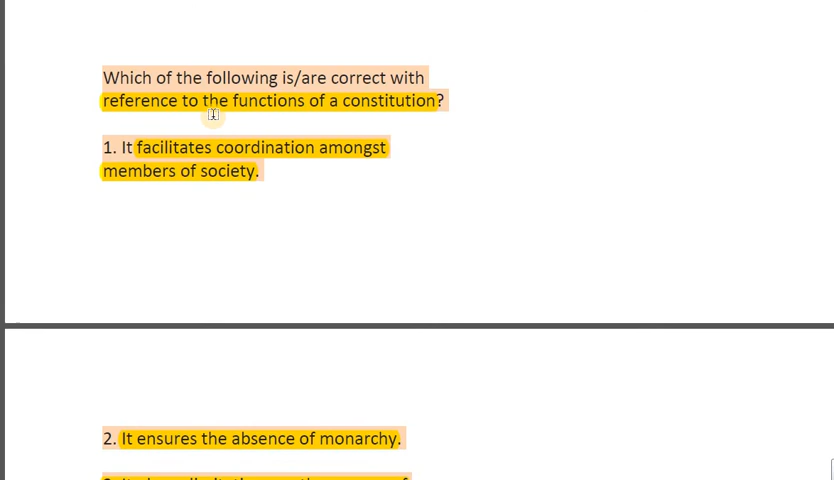 Which of the following is/are correct with
reference to the functions of a constitution?
1. It facilitates coordination amongst
members of society.
2. It ensures the absence of monarchy.